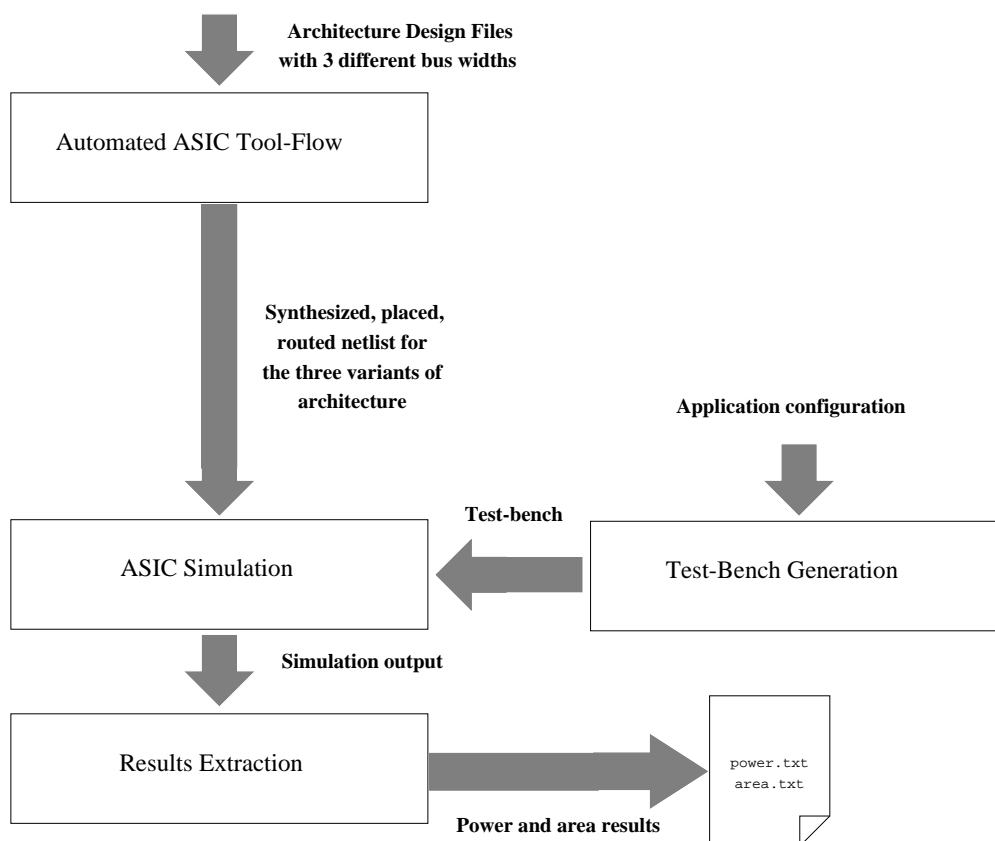 Architecture Design Files
with 3 different bus widths
Automated ASIC Tool-Flow
Synthesized, placed,
routed netlist for
the three variants of
architecture
Application configuration
Test-bench
ASIC Simulation
Test-Bench Generation
Simulation output
Results Extraction
power.txt
area.txt
Power and area results